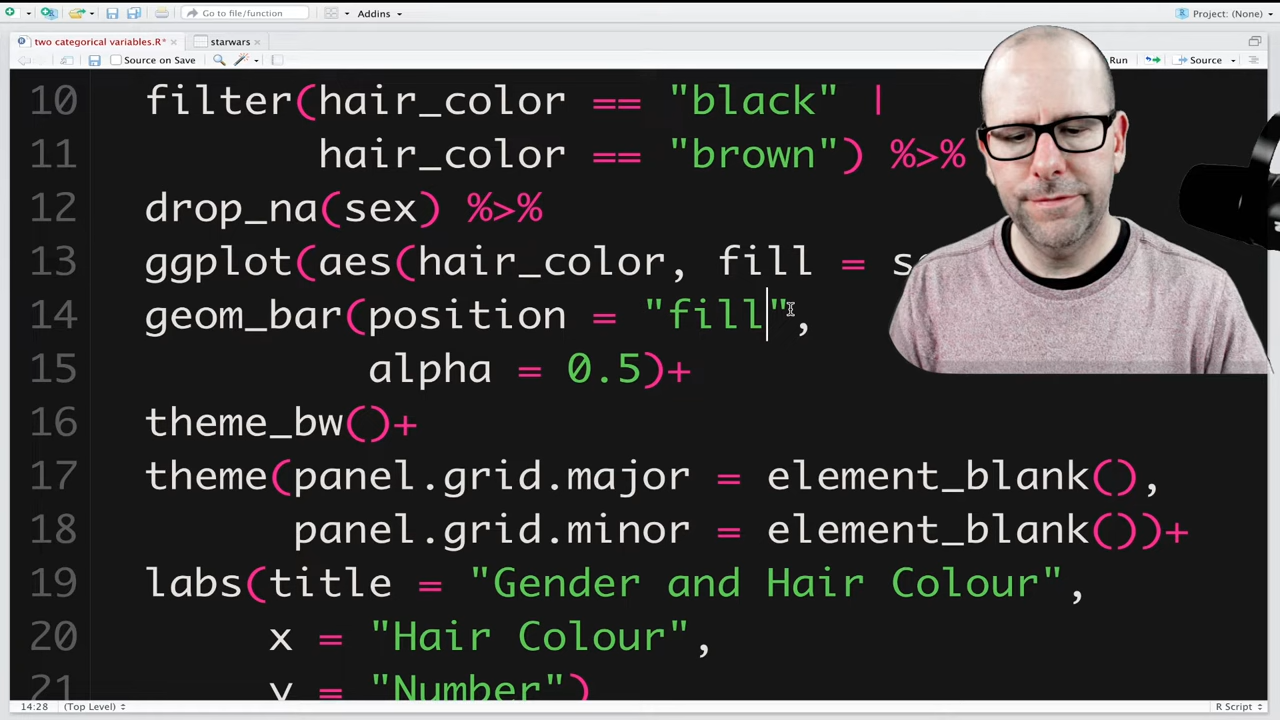 Go to file/function Addins Project: (None)
two categorical variables.R* starwars
Source on Save Run Source
10 filter(hair_color == "black" |
11 hair_color == "brown") %>%
12 drop_na(sex) %>%
13 ggplot(aes(hair_color, fill =
14 geom_bar(position = "fill",
15 alpha = 0.5)+
16 theme_bw()+
17 theme(panel.grid.major = element_blank(),
18 panel.grid.minor = element_blank())+
19 labs(title = "Gender and Hair Colour",
20 x = "Hair Colour",
21 y = "Number")
14:28 (Top Level) R Script